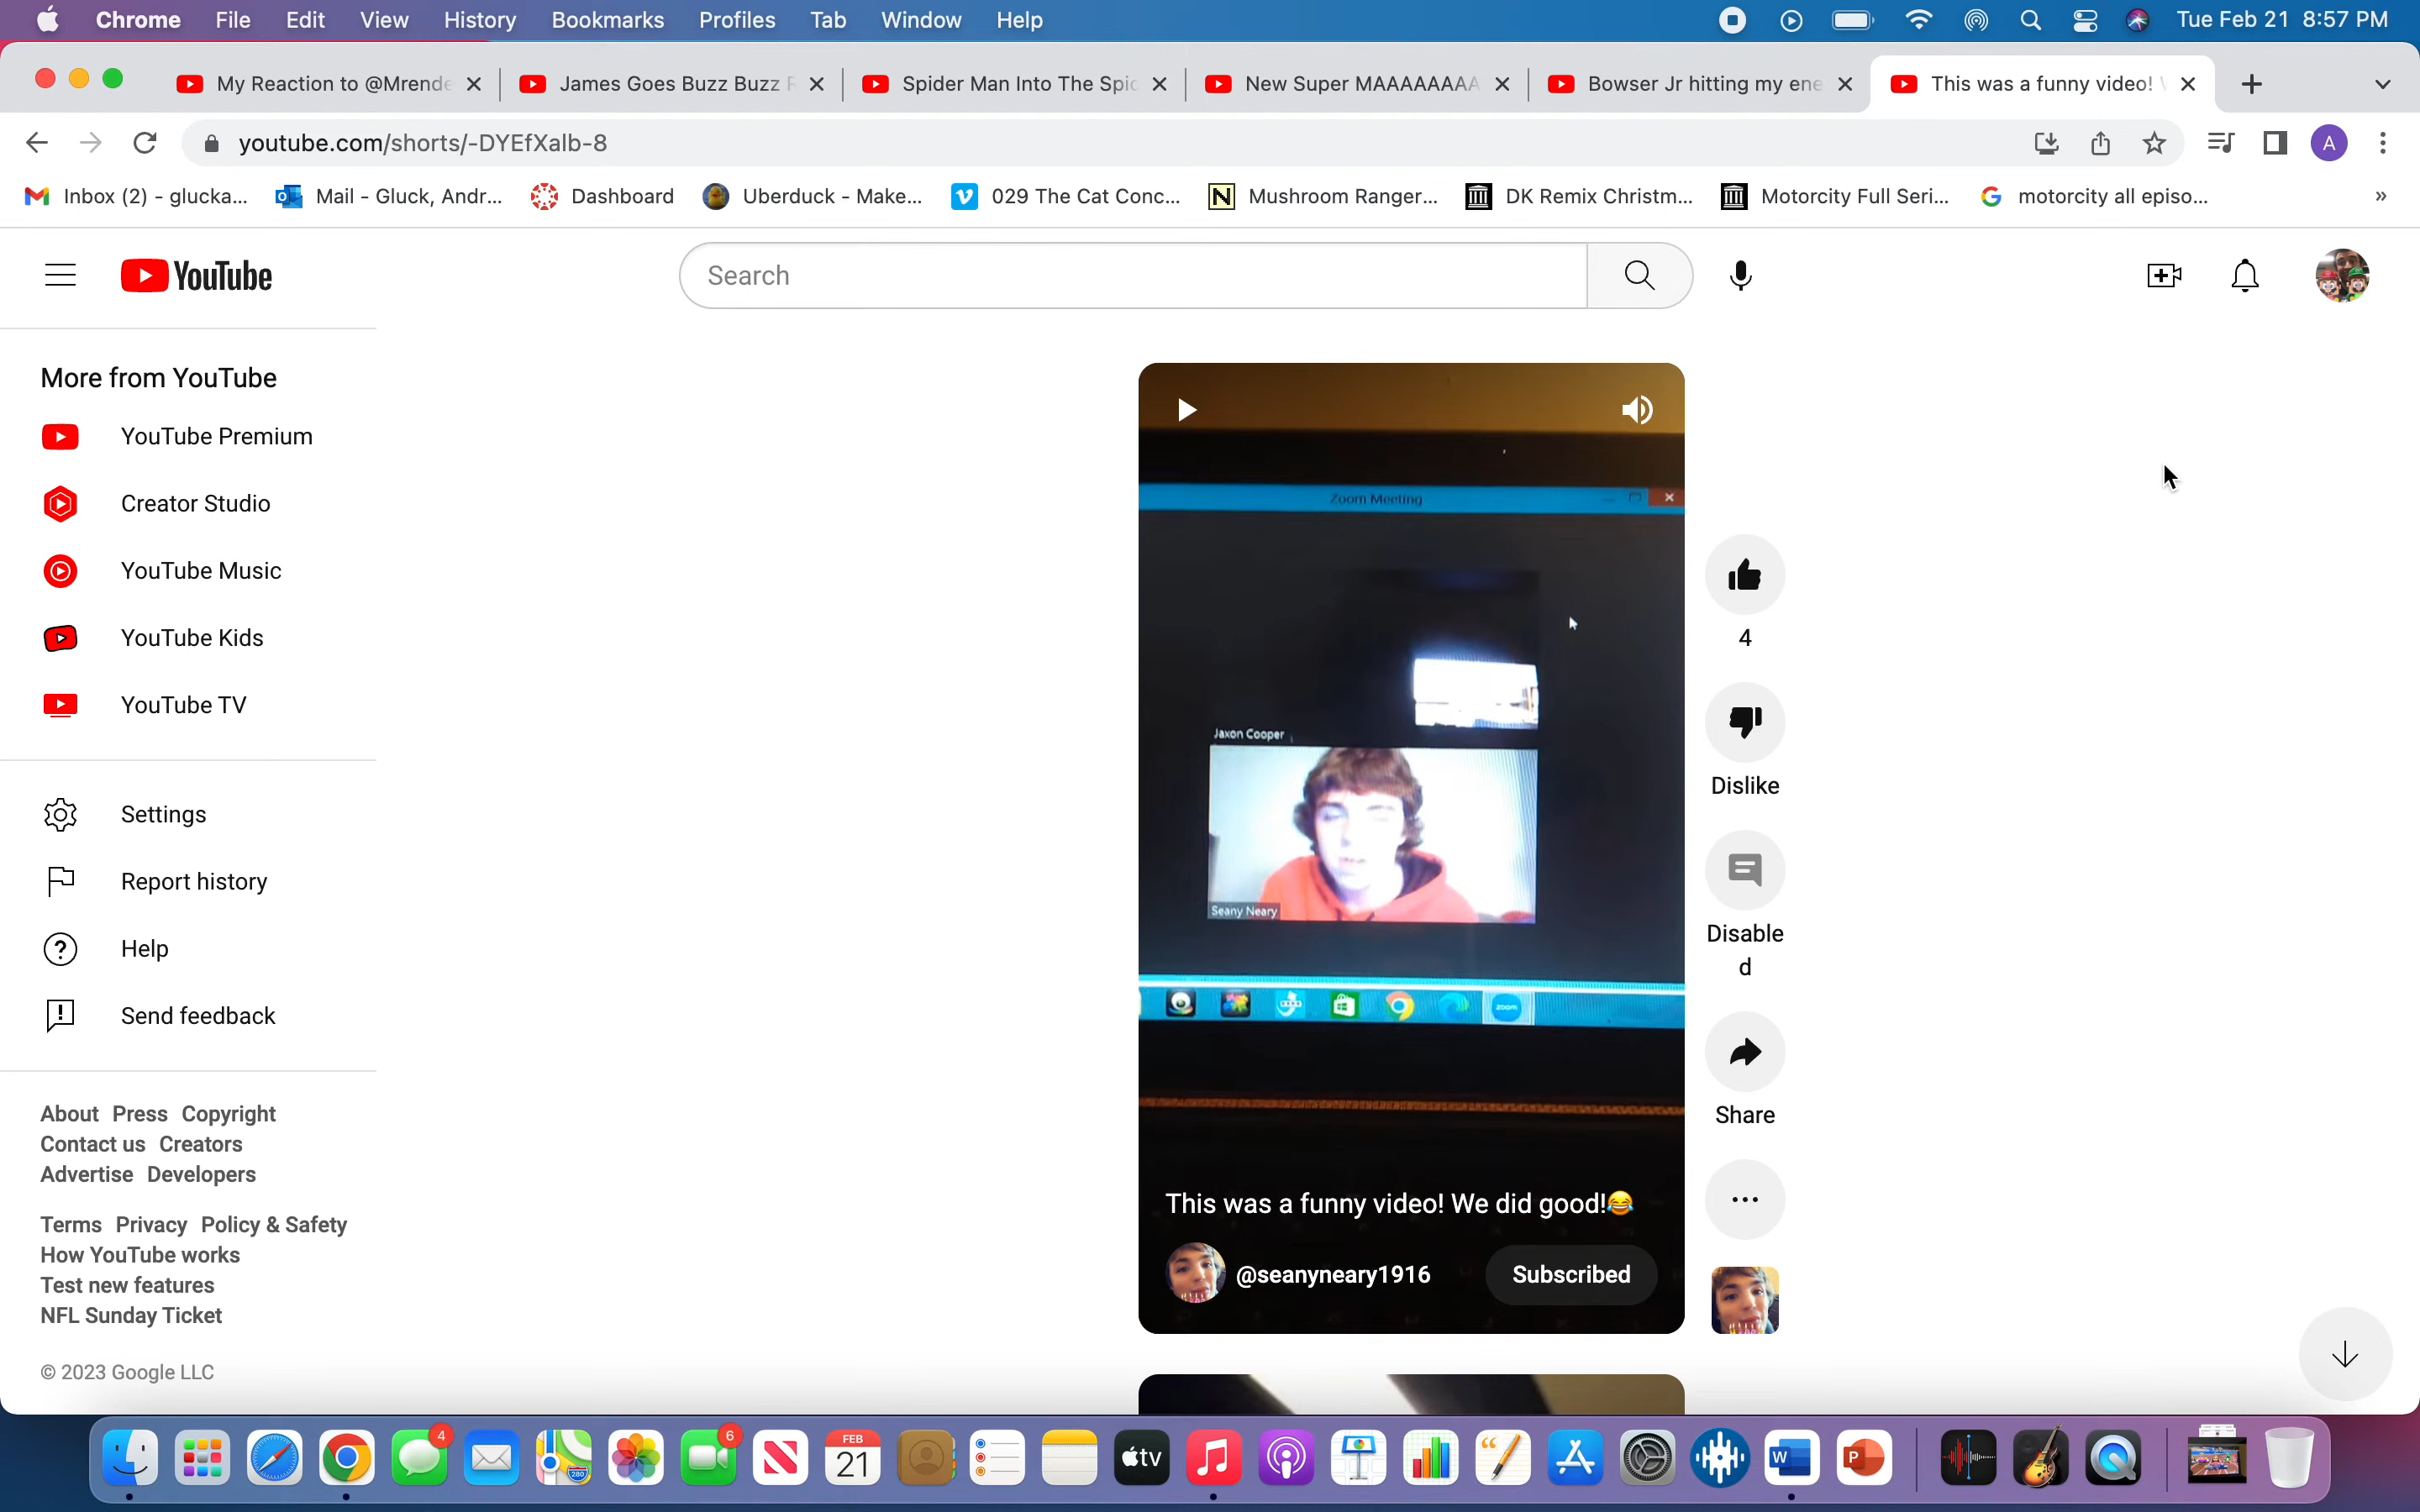 Chrome File Edit View History Bookmarks Profiles Tab Window Help Tue Feb 21 8:57 PM
My Reaction to @Mrende James Goes Buzz Buzz Spider Man Into The Spi New Super MAAAAAAAA Bowser Jr hitting my ene This was a funny video!
youtube.com/shorts/-DYEfXalb-8 A
Inbox (2) - glucka... Mail - Gluck, Andr... Dashboard Uberduck - Make... 029 The Cat Conc... Mushroom Ranger... DK Remix Christm... Motorcity Full Seri... motorcity all episo... »
YouTube Search
More from YouTube
YouTube Premium
Creator Studio
YouTube Music
YouTube Kids
YouTube TV
Settings
Report history
Help
Send feedback
About Press Copyright
Contact us Creators
Advertise Developers
Terms Privacy Policy & Safety
How YouTube works
Test new features
NFL Sunday Ticket
© 2023 Google LLC
Zoom Meeting
Jaxon Cooper
Seany Neary
zoom
This was a funny video! We did good!😂
@seanyneary1916 Subscribed
4
Dislike
Disable
d
Share
4 6 FEB
21
280
tv
W
P